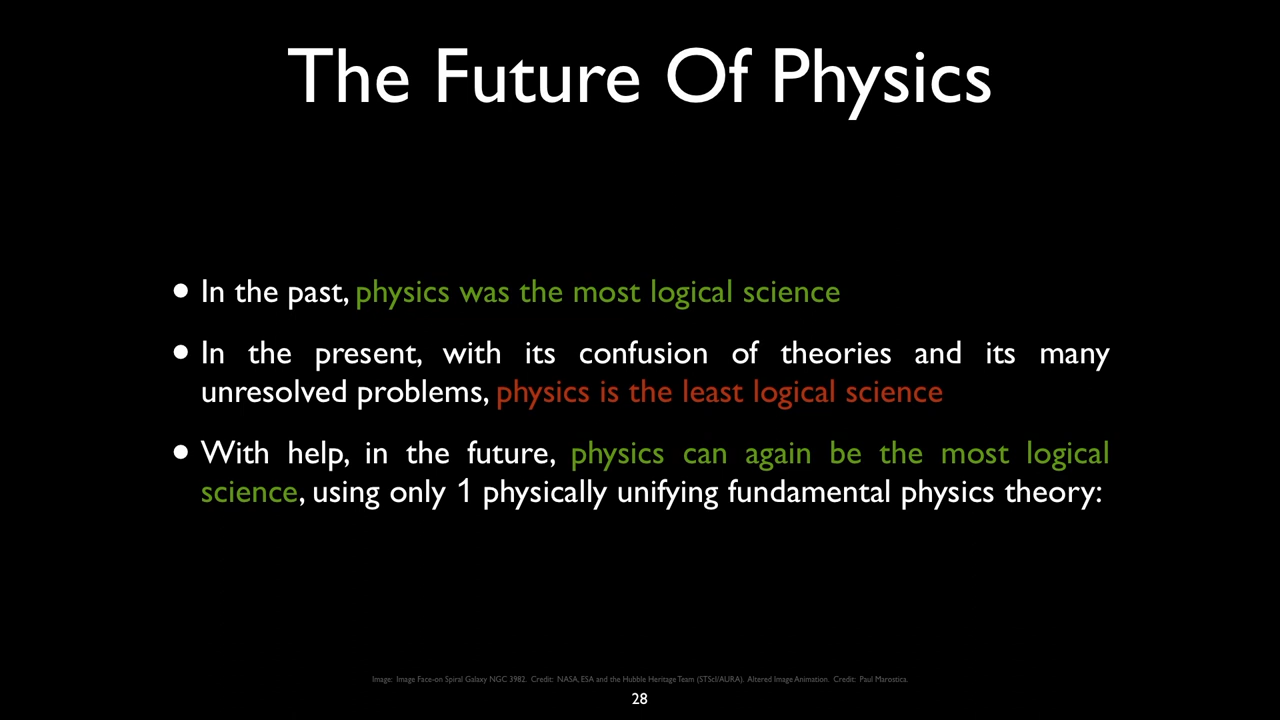 The Future Of Physics
• In the past, physics was the most logical science
• In the present, with its confusion of theories and its many
unresolved problems, physics is the least logical science
• With help, in the future, physics can again be the most logical
science, using only 1 physically unifying fundamental physics theory:
Image: Image Face-on Spiral Galaxy NGC 3982. Credit: NASA, ESA and the Hubble Heritage Team (STScI/AURA). Altered Image Animation. Credit: Paul Marostica.
28